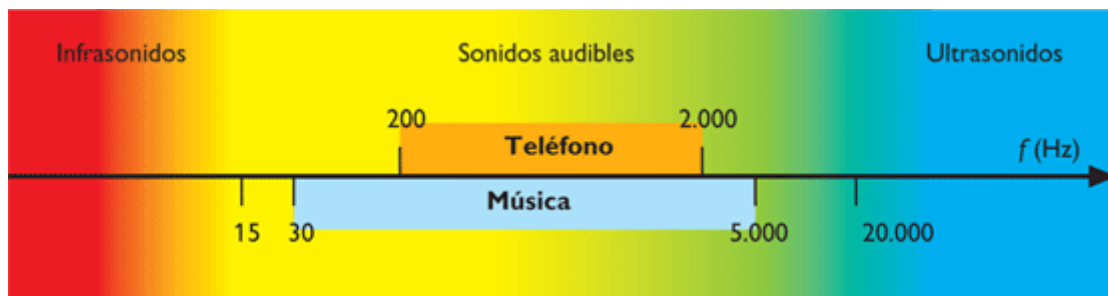 Infrasonidos Sonidos audibles Ultrasonidos
200 2.000
Teléfono
f (Hz)
Música
15 30 5.000 20.000